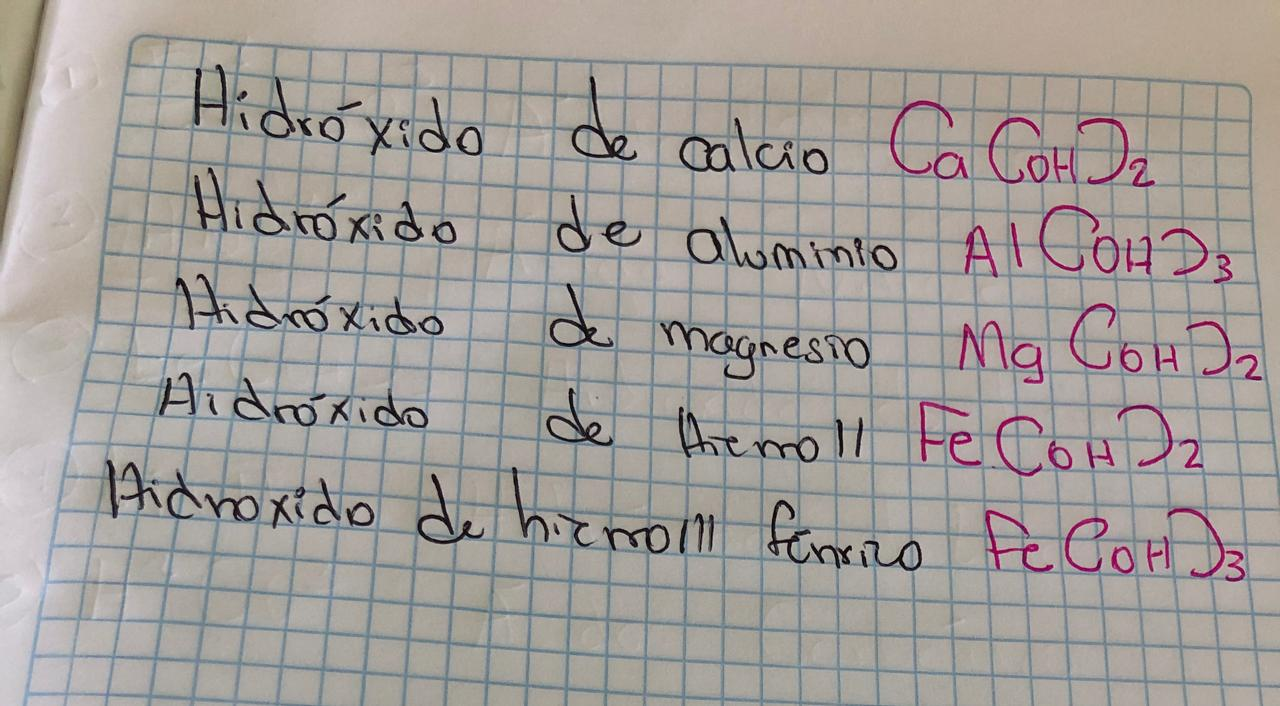 Hidróxido de calcio Ca(OH)2
Hidróxido de aluminio Al(OH)3
Hidróxido de magnesio Mg(OH)2
Hidróxido de Hierro II Fe(OH)2
Hidroxido de hierro III férrico Fe(OH)3